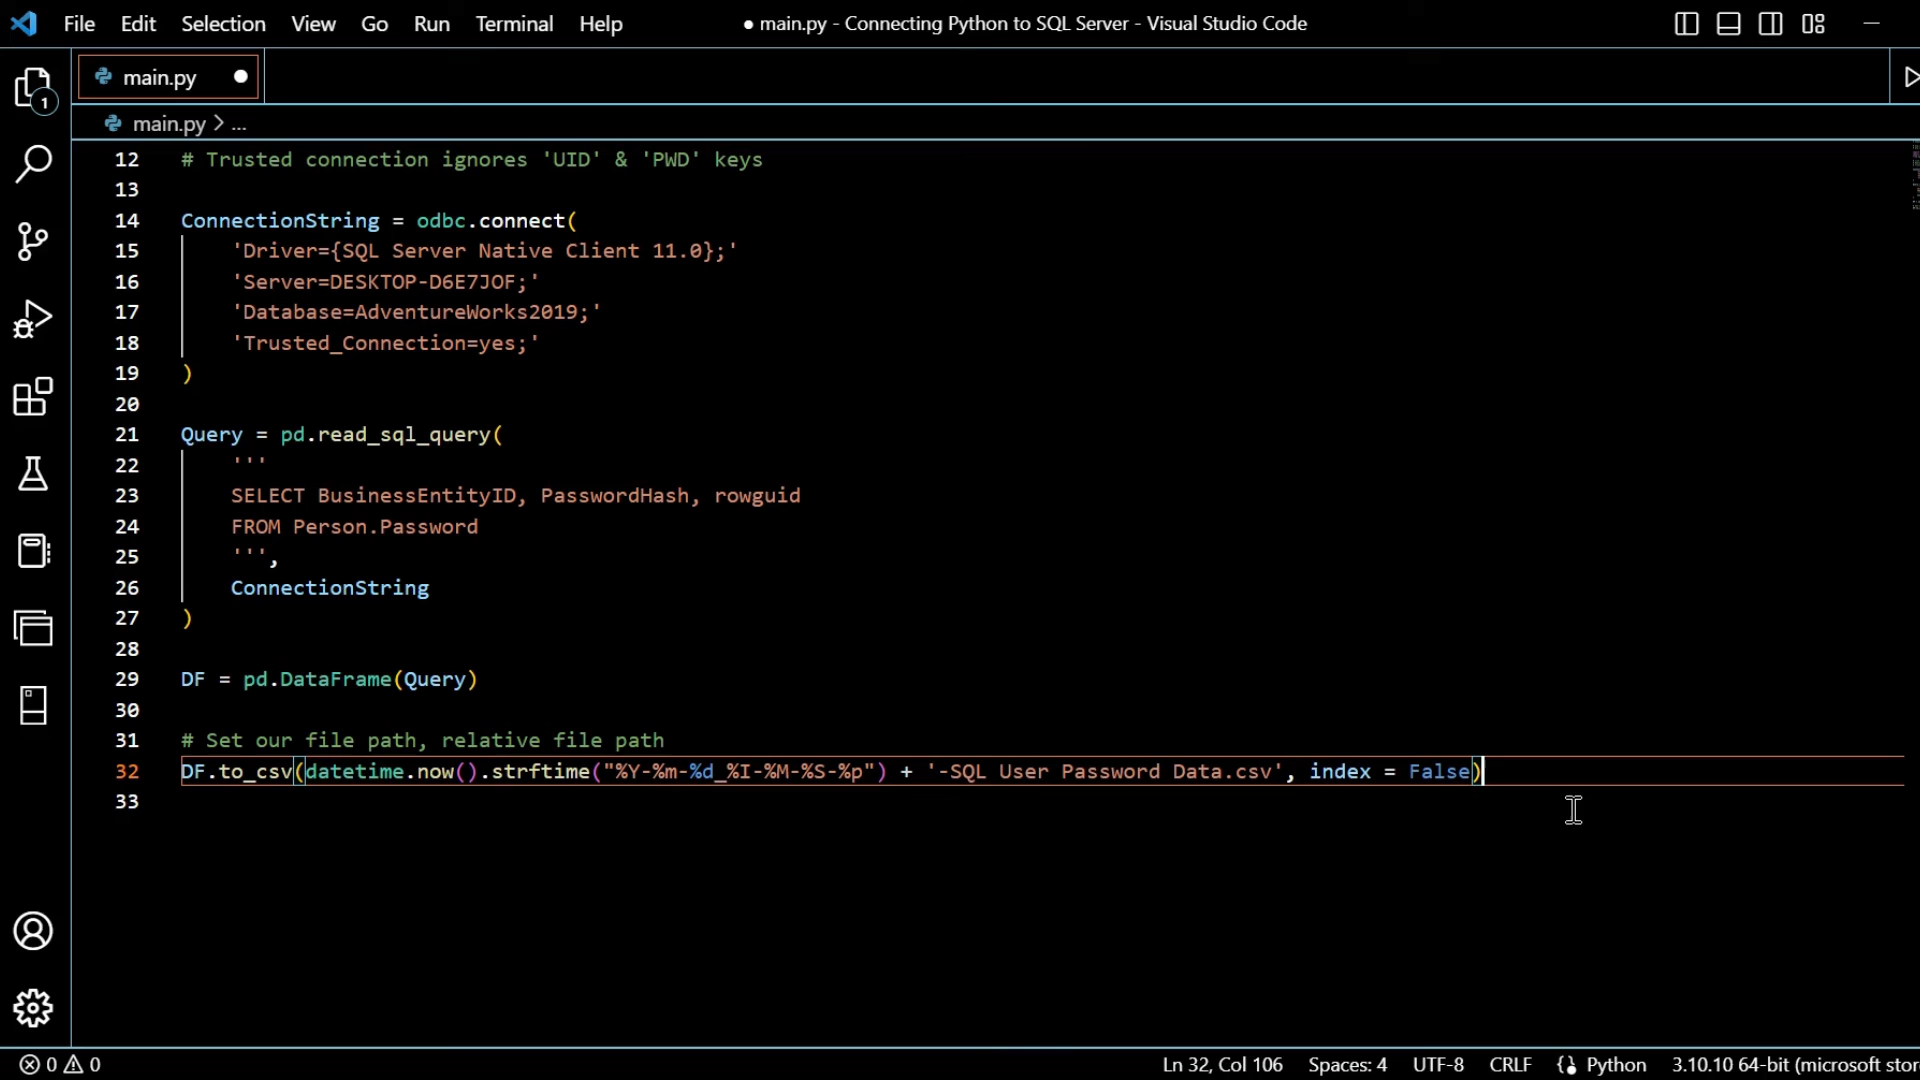 File Edit Selection View Go Run Terminal Help ● main.py - Connecting Python to SQL Server - Visual Studio Code
main.py ●
1
main.py > ...
12 # Trusted connection ignores 'UID' & 'PWD' keys
13
14 ConnectionString = odbc.connect(
15 'Driver={SQL Server Native Client 11.0};'
16 'Server=DESKTOP-D6E7JOF;'
17 'Database=AdventureWorks2019;'
18 'Trusted_Connection=yes;'
19 )
20
21 Query = pd.read_sql_query(
22 '''
23 SELECT BusinessEntityID, PasswordHash, rowguid
24 FROM Person.Password
25 ''',
26 ConnectionString
27 )
28
29 DF = pd.DataFrame(Query)
30
31 # Set our file path, relative file path
32 DF.to_csv(datetime.now().strftime("%Y-%m-%d_%I-%M-%S-%p") + '-SQL User Password Data.csv', index = False)
33
0 0 Ln 32, Col 106 Spaces: 4 UTF-8 CRLF Python 3.10.10 64-bit (microsoft stor